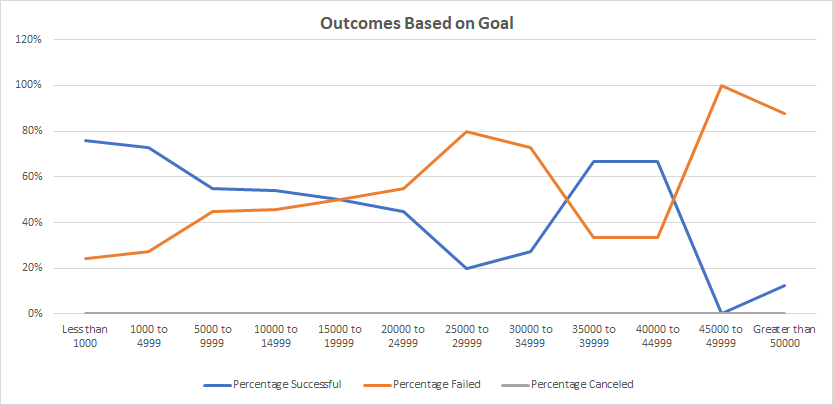 Outcomes Based on Goal
120%
100%
80%
60%
40%
20%
0%
Less than 1000 to 5000 to 10000 to 15000 to 20000 to 25000 to 30000 to 35000 to 40000 to 45000 to Greater than
1000 4999 9999 14999 19999 24999 29999 34999 39999 44999 49999 50000
Percentage Successful Percentage Failed Percentage Canceled